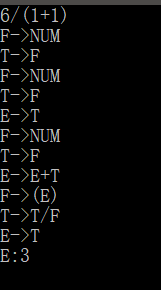 6/(1+1)
F->NUM
T->F
F->NUM
T->F
E->T
F->NUM
T->F
E->E+T
F->(E)
T->T/F
E->T
E:3